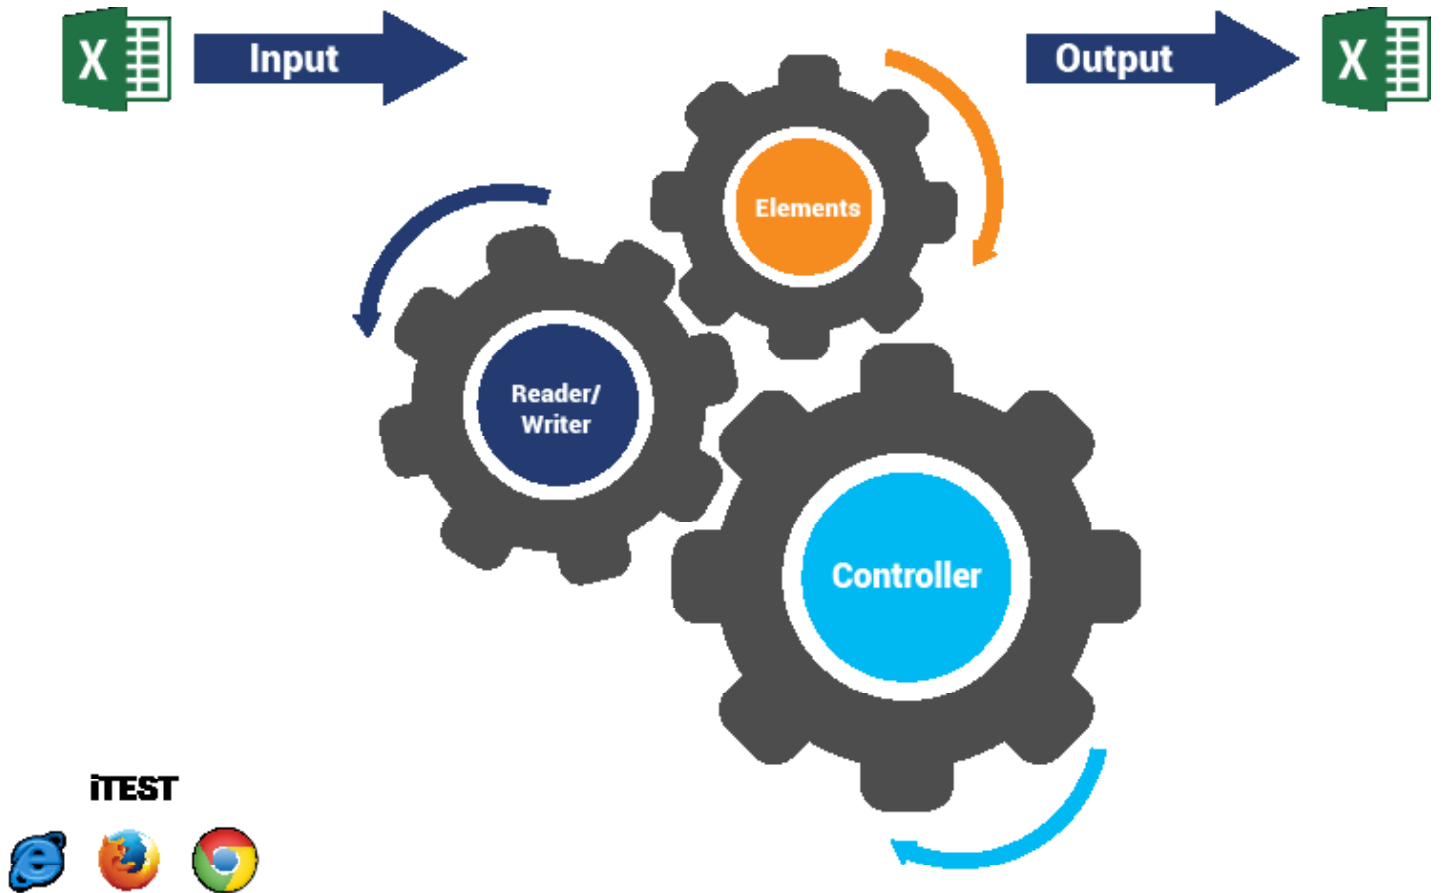 X
Input
Output
X
Elements
Reader/
Writer
Controller
iTEST